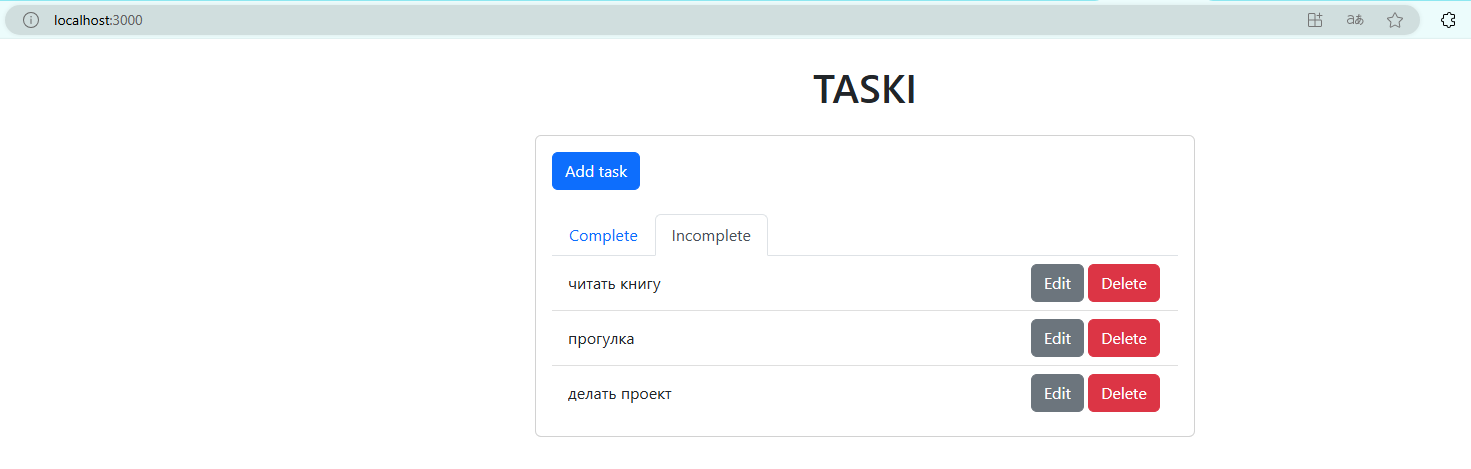 localhost:3000
TASKI
Add task
Complete Incomplete
читать книгу Edit Delete
прогулка Edit Delete
делать проект Edit Delete